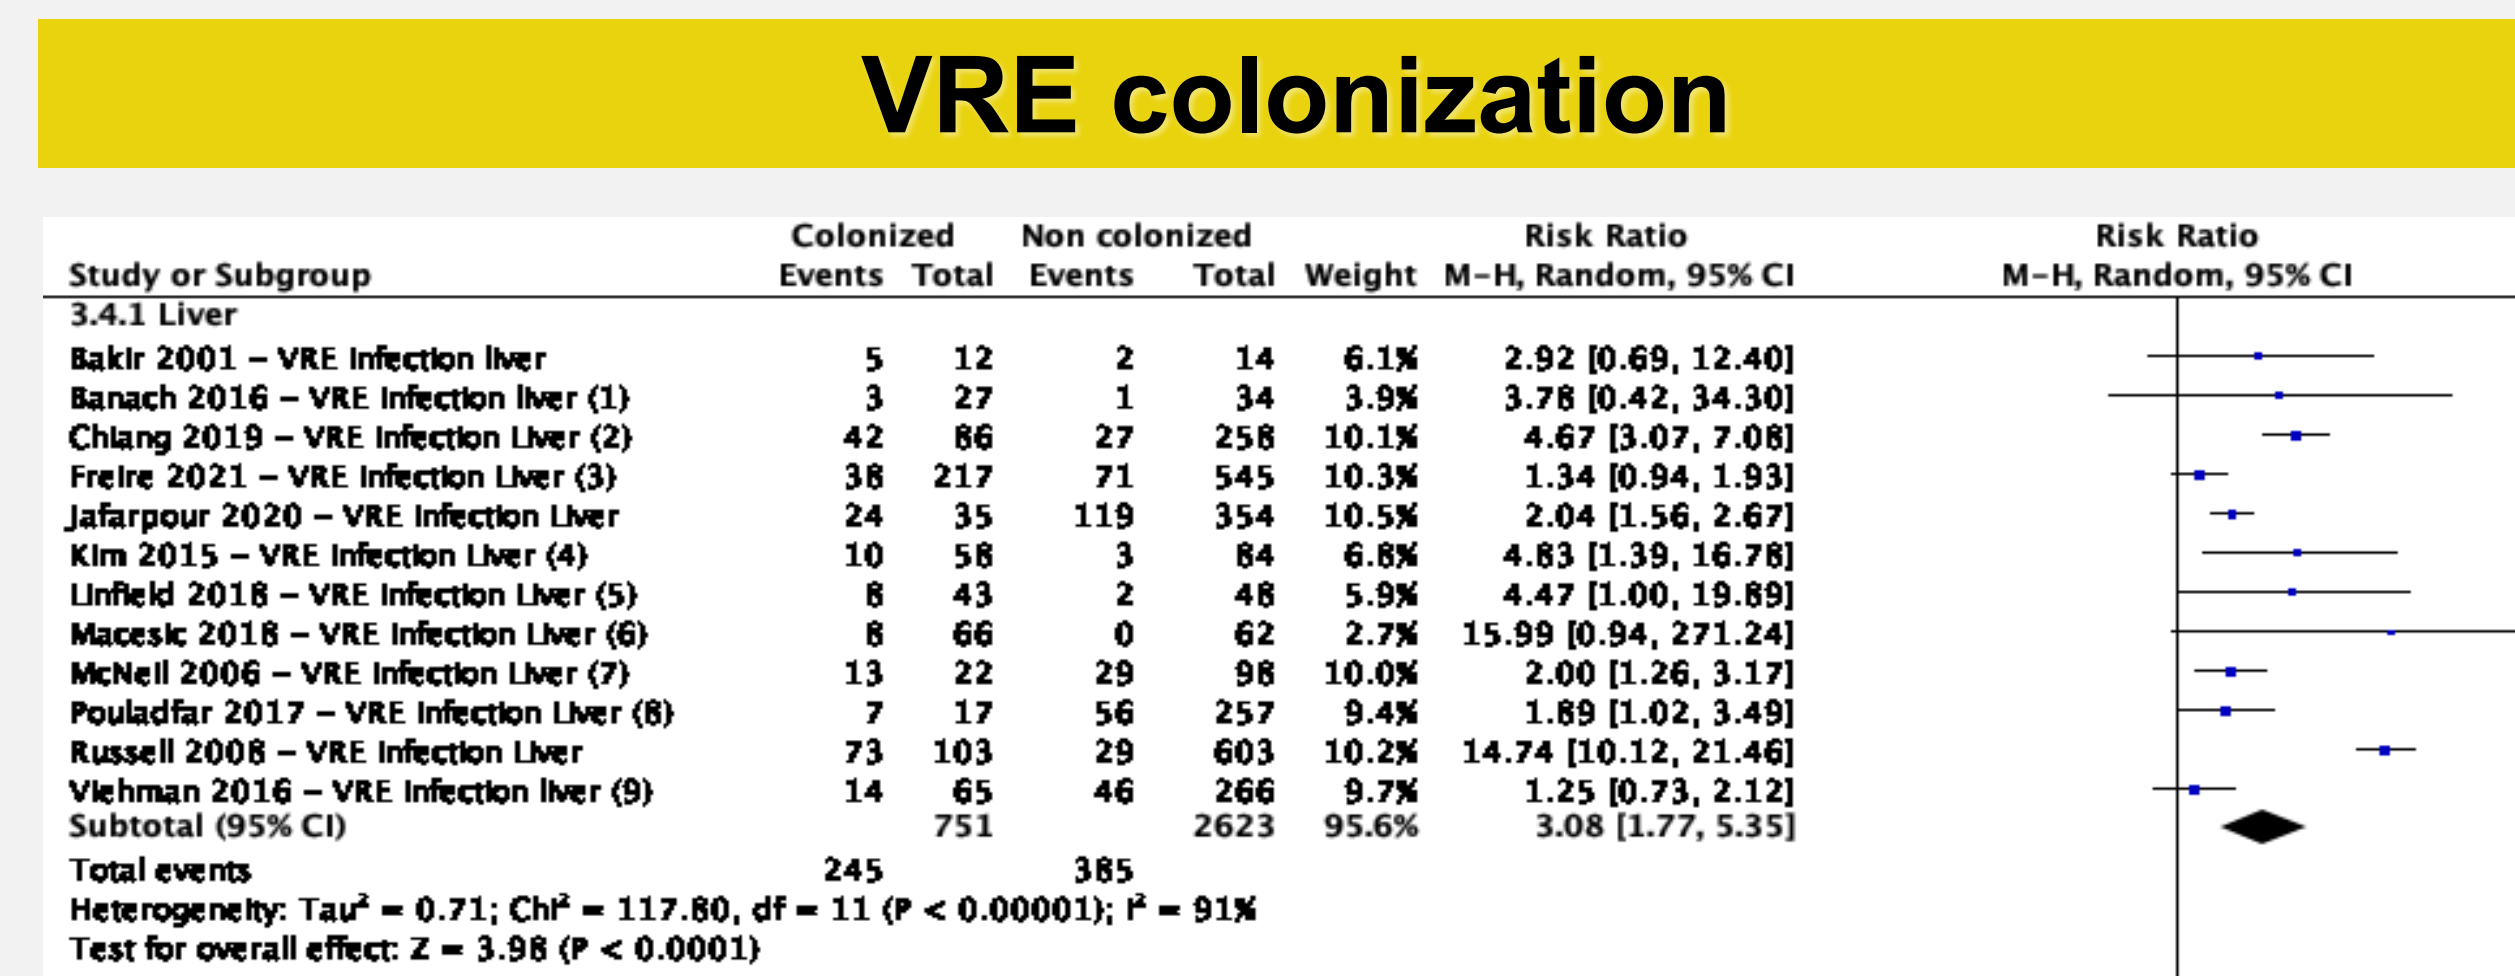 VRE colonization
Colonized Non colonized Risk Ratio Risk Ratio
Study or Subgroup Events Total Events Total Weight M-H, Random, 95% CI M-H, Random, 95% CI
3.4.1 Liver
Bakir 2001 – VRE Infection liver 5 12 2 14 6.1% 2.92 [0.69, 12.40]
Banach 2016 – VRE Infection liver (1) 3 27 1 34 3.9% 3.78 [0.42, 34.30]
Chiang 2019 – VRE Infection Liver (2) 42 86 27 258 10.1% 4.67 [3.07, 7.08]
Freire 2021 – VRE Infection Liver (3) 38 217 71 545 10.3% 1.34 [0.94, 1.93]
Jafarpour 2020 – VRE Infection Liver 24 35 119 354 10.5% 2.04 [1.56, 2.67]
Kim 2015 – VRE Infection Liver (4) 10 58 3 84 6.8% 4.83 [1.39, 16.78]
Linfield 2018 – VRE Infection Liver (5) 8 43 2 48 5.9% 4.47 [1.00, 19.89]
Macesic 2018 – VRE Infection Liver (6) 8 66 0 62 2.7% 15.99 [0.94, 271.24]
McNeil 2006 – VRE Infection Liver (7) 13 22 29 98 10.0% 2.00 [1.26, 3.17]
Pouladfar 2017 – VRE Infection Liver (8) 7 17 56 257 9.4% 1.89 [1.02, 3.49]
Russell 2008 – VRE Infection Liver 73 103 29 603 10.2% 14.74 [10.12, 21.46]
Viehman 2016 – VRE Infection liver (9) 14 65 46 266 9.7% 1.25 [0.73, 2.12]
Subtotal (95% CI) 751 2623 95.6% 3.08 [1.77, 5.35]
Total events 245 385
Heterogeneity: Tau² = 0.71; Chi² = 117.80, df = 11 (P < 0.00001); I² = 91%
Test for overall effect: Z = 3.98 (P < 0.0001)